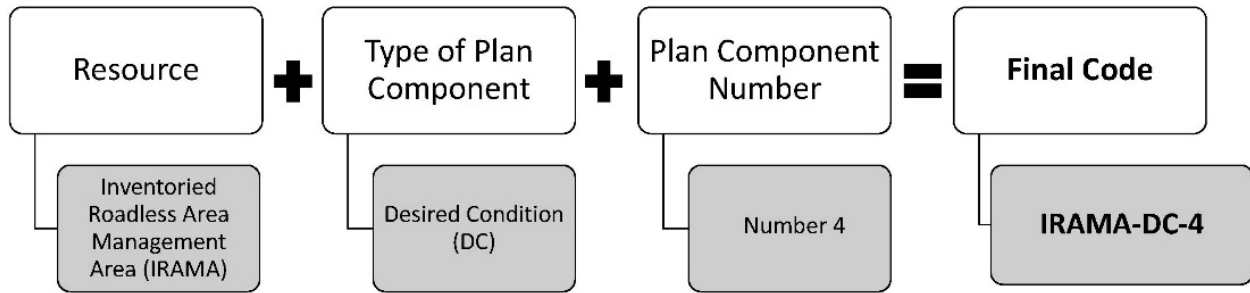 Resource
Type of Plan
Component
Plan Component
Number
Final Code
Inventoried
Roadless Area
Management
Area (IRAMA)
Desired Condition
(DC)
Number 4
IRAMA-DC-4